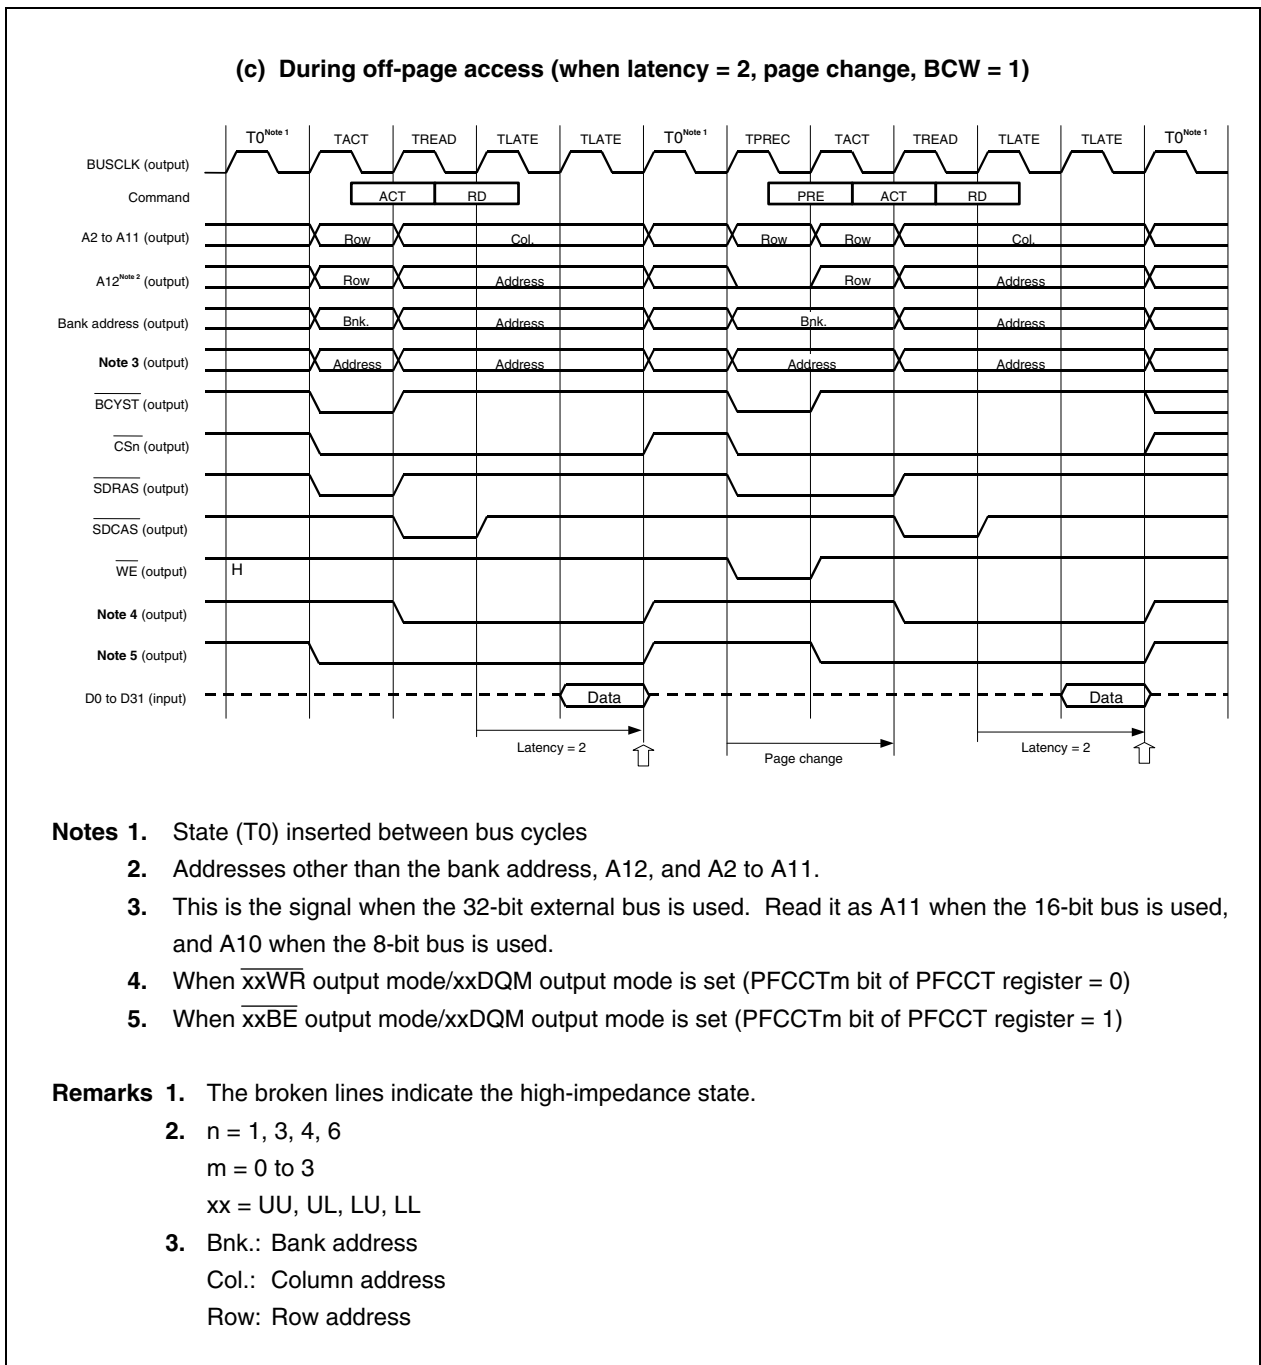 (c) During off-page access (when latency = 2, page change, BCW = 1)
T0 Note 1 TACT TREAD TLATE TLATE T0 Note 1 TPREC TACT TREAD TLATE TLATE T0 Note 1
BUSCLK (output)
Command ACT RD PRE ACT RD
A2 to A11 (output) Row Col. Row Row Col.
A12 Note 2 (output) Row Address Row Address
Bank address (output) Bnk. Address Bnk. Address
Note 3 (output) Address Address Address Address
BCYST (output)
CSn (output)
SDRAS (output)
SDCAS (output)
WE (output) H
Note 4 (output)
Note 5 (output)
D0 to D31 (input) Data Data
Latency = 2 Page change Latency = 2
Notes 1. State (T0) inserted between bus cycles
2. Addresses other than the bank address, A12, and A2 to A11.
3. This is the signal when the 32-bit external bus is used. Read it as A11 when the 16-bit bus is used,
and A10 when the 8-bit bus is used.
4. When xxWR output mode/xxDQM output mode is set (PFCCTm bit of PFCCT register = 0)
5. When xxBE output mode/xxDQM output mode is set (PFCCTm bit of PFCCT register = 1)
Remarks 1. The broken lines indicate the high-impedance state.
2. n = 1, 3, 4, 6
m = 0 to 3
xx = UU, UL, LU, LL
3. Bnk.: Bank address
Col.: Column address
Row: Row address